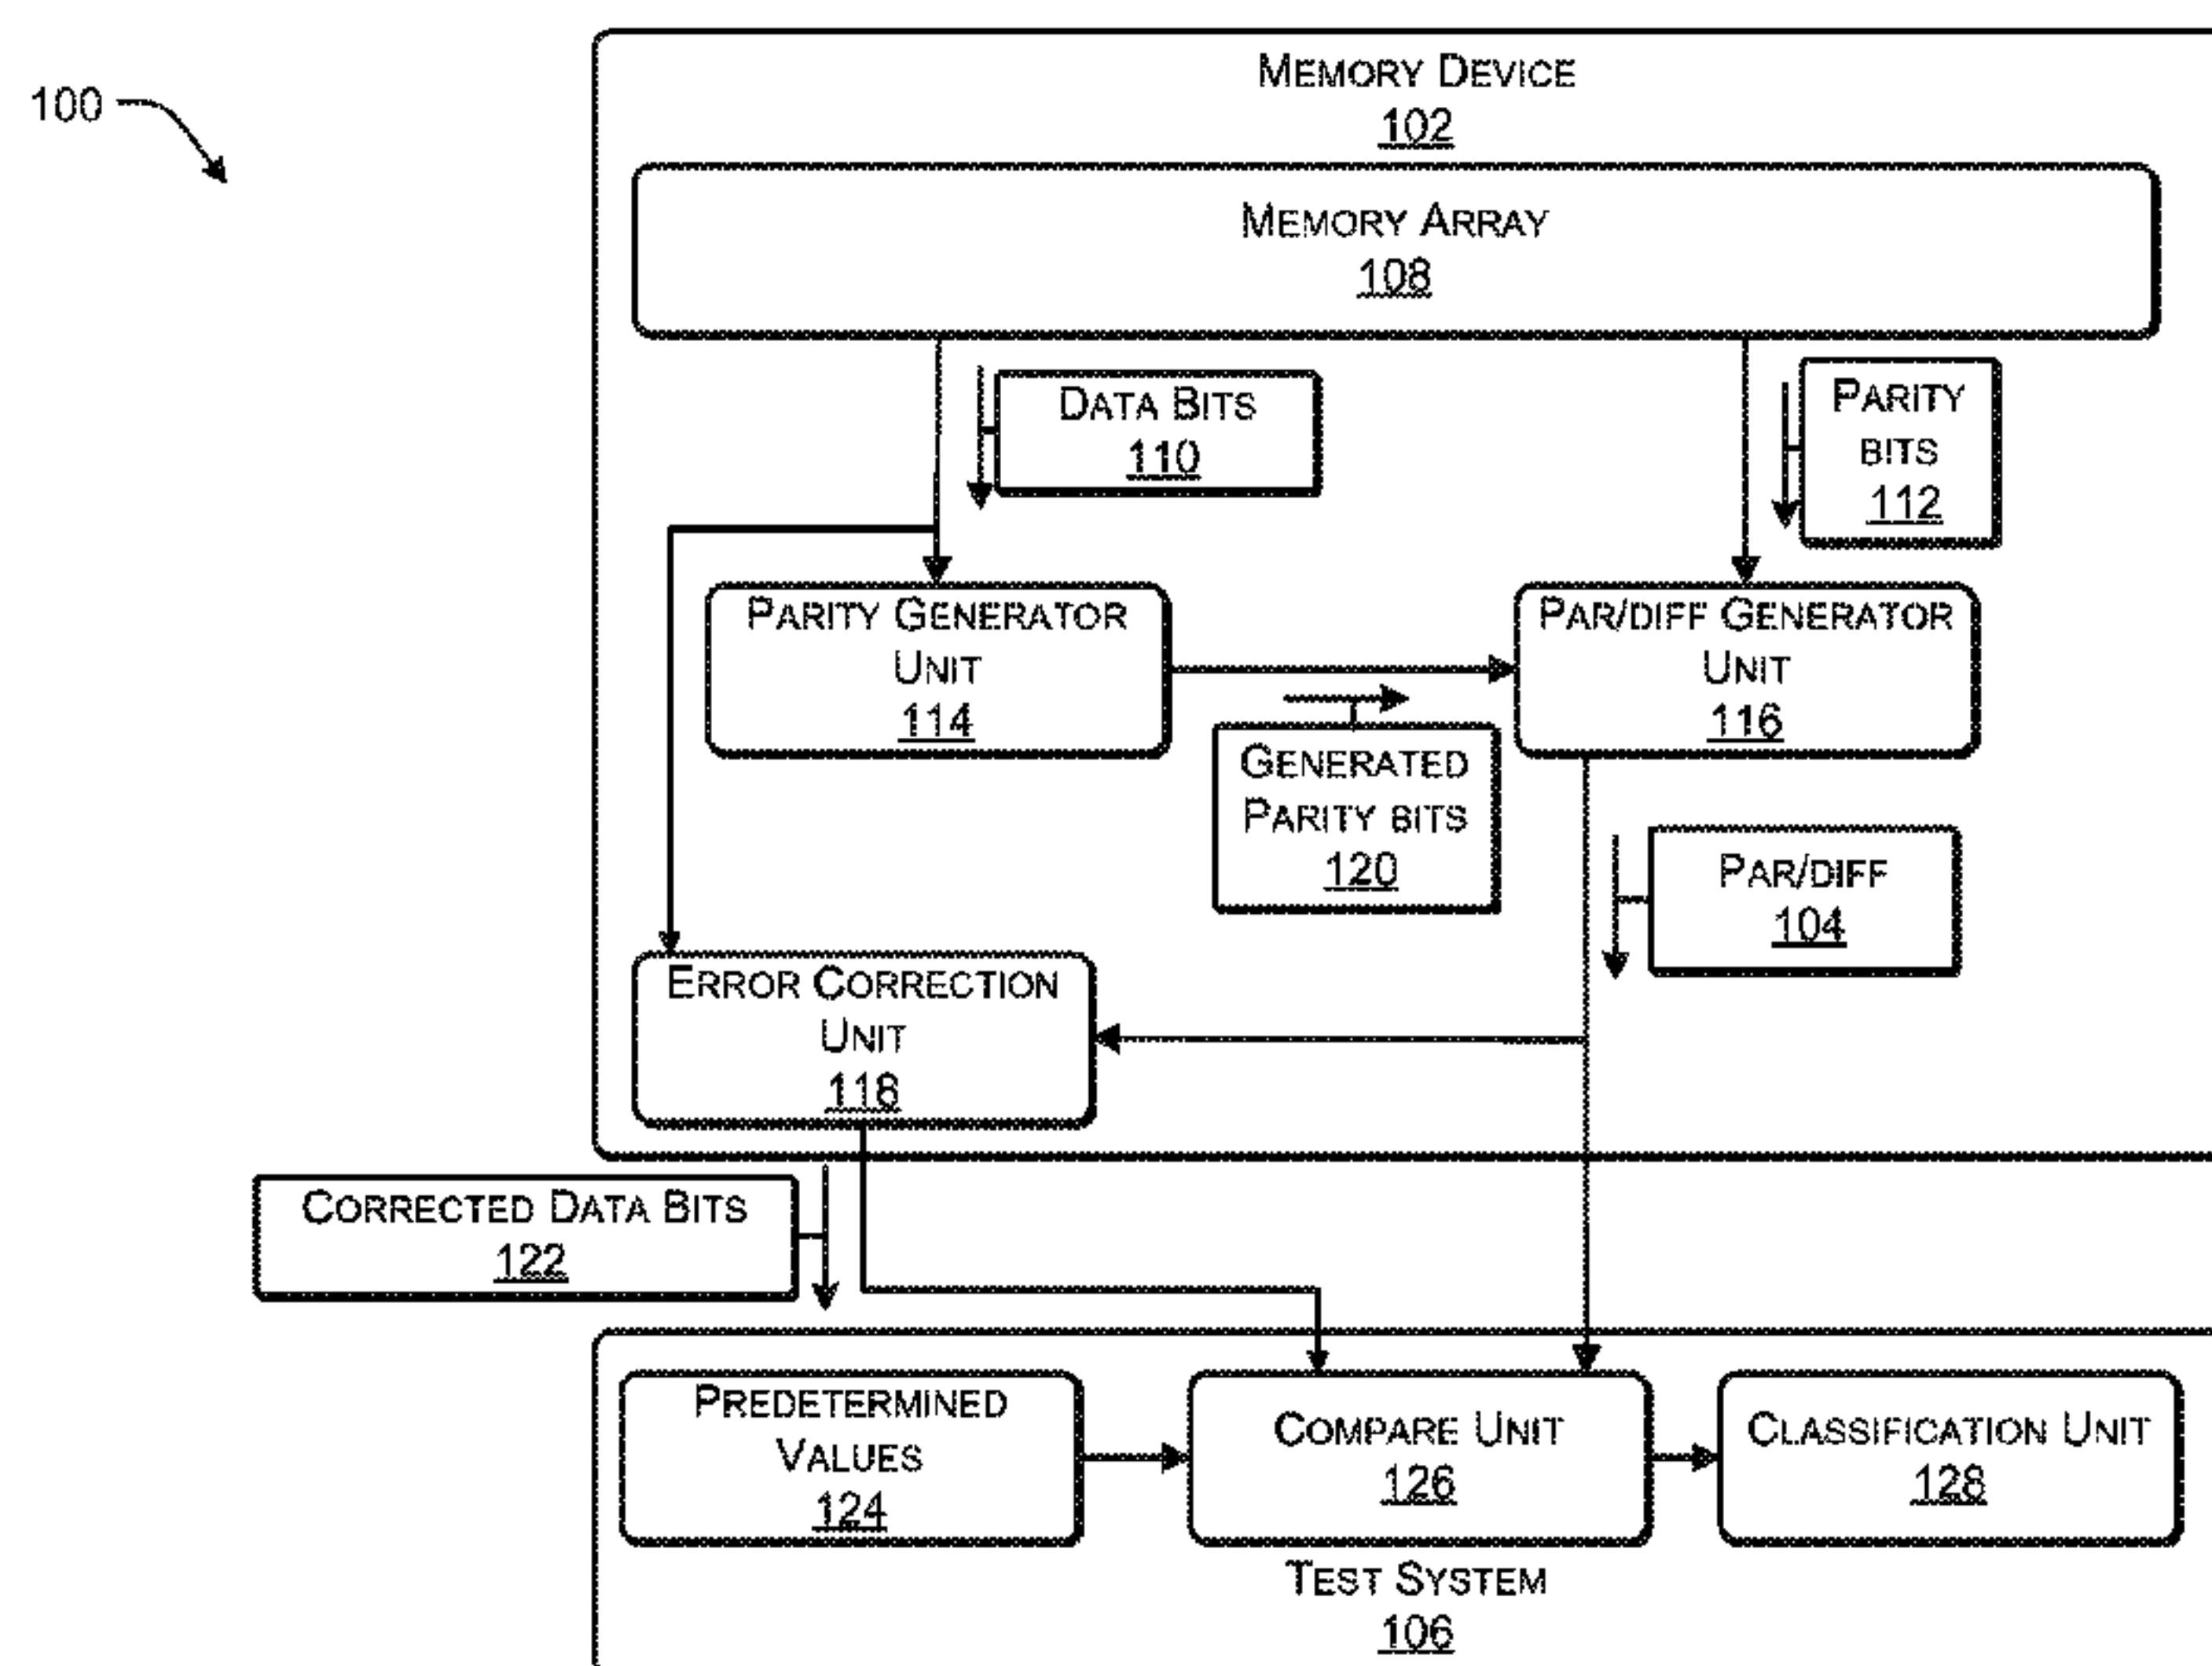 100
MEMORY DEVICE
102
MEMORY ARRAY
108
DATA BITS
110
PARITY
BITS
112
PARITY GENERATOR
UNIT
114
PAR/DIFF GENERATOR
UNIT
116
GENERATED
PARITY BITS
120
PAR/DIFF
104
ERROR CORRECTION
UNIT
118
CORRECTED DATA BITS
122
PREDETERMINED
VALUES
124
COMPARE UNIT
126
CLASSIFICATION UNIT
128
TEST SYSTEM
106